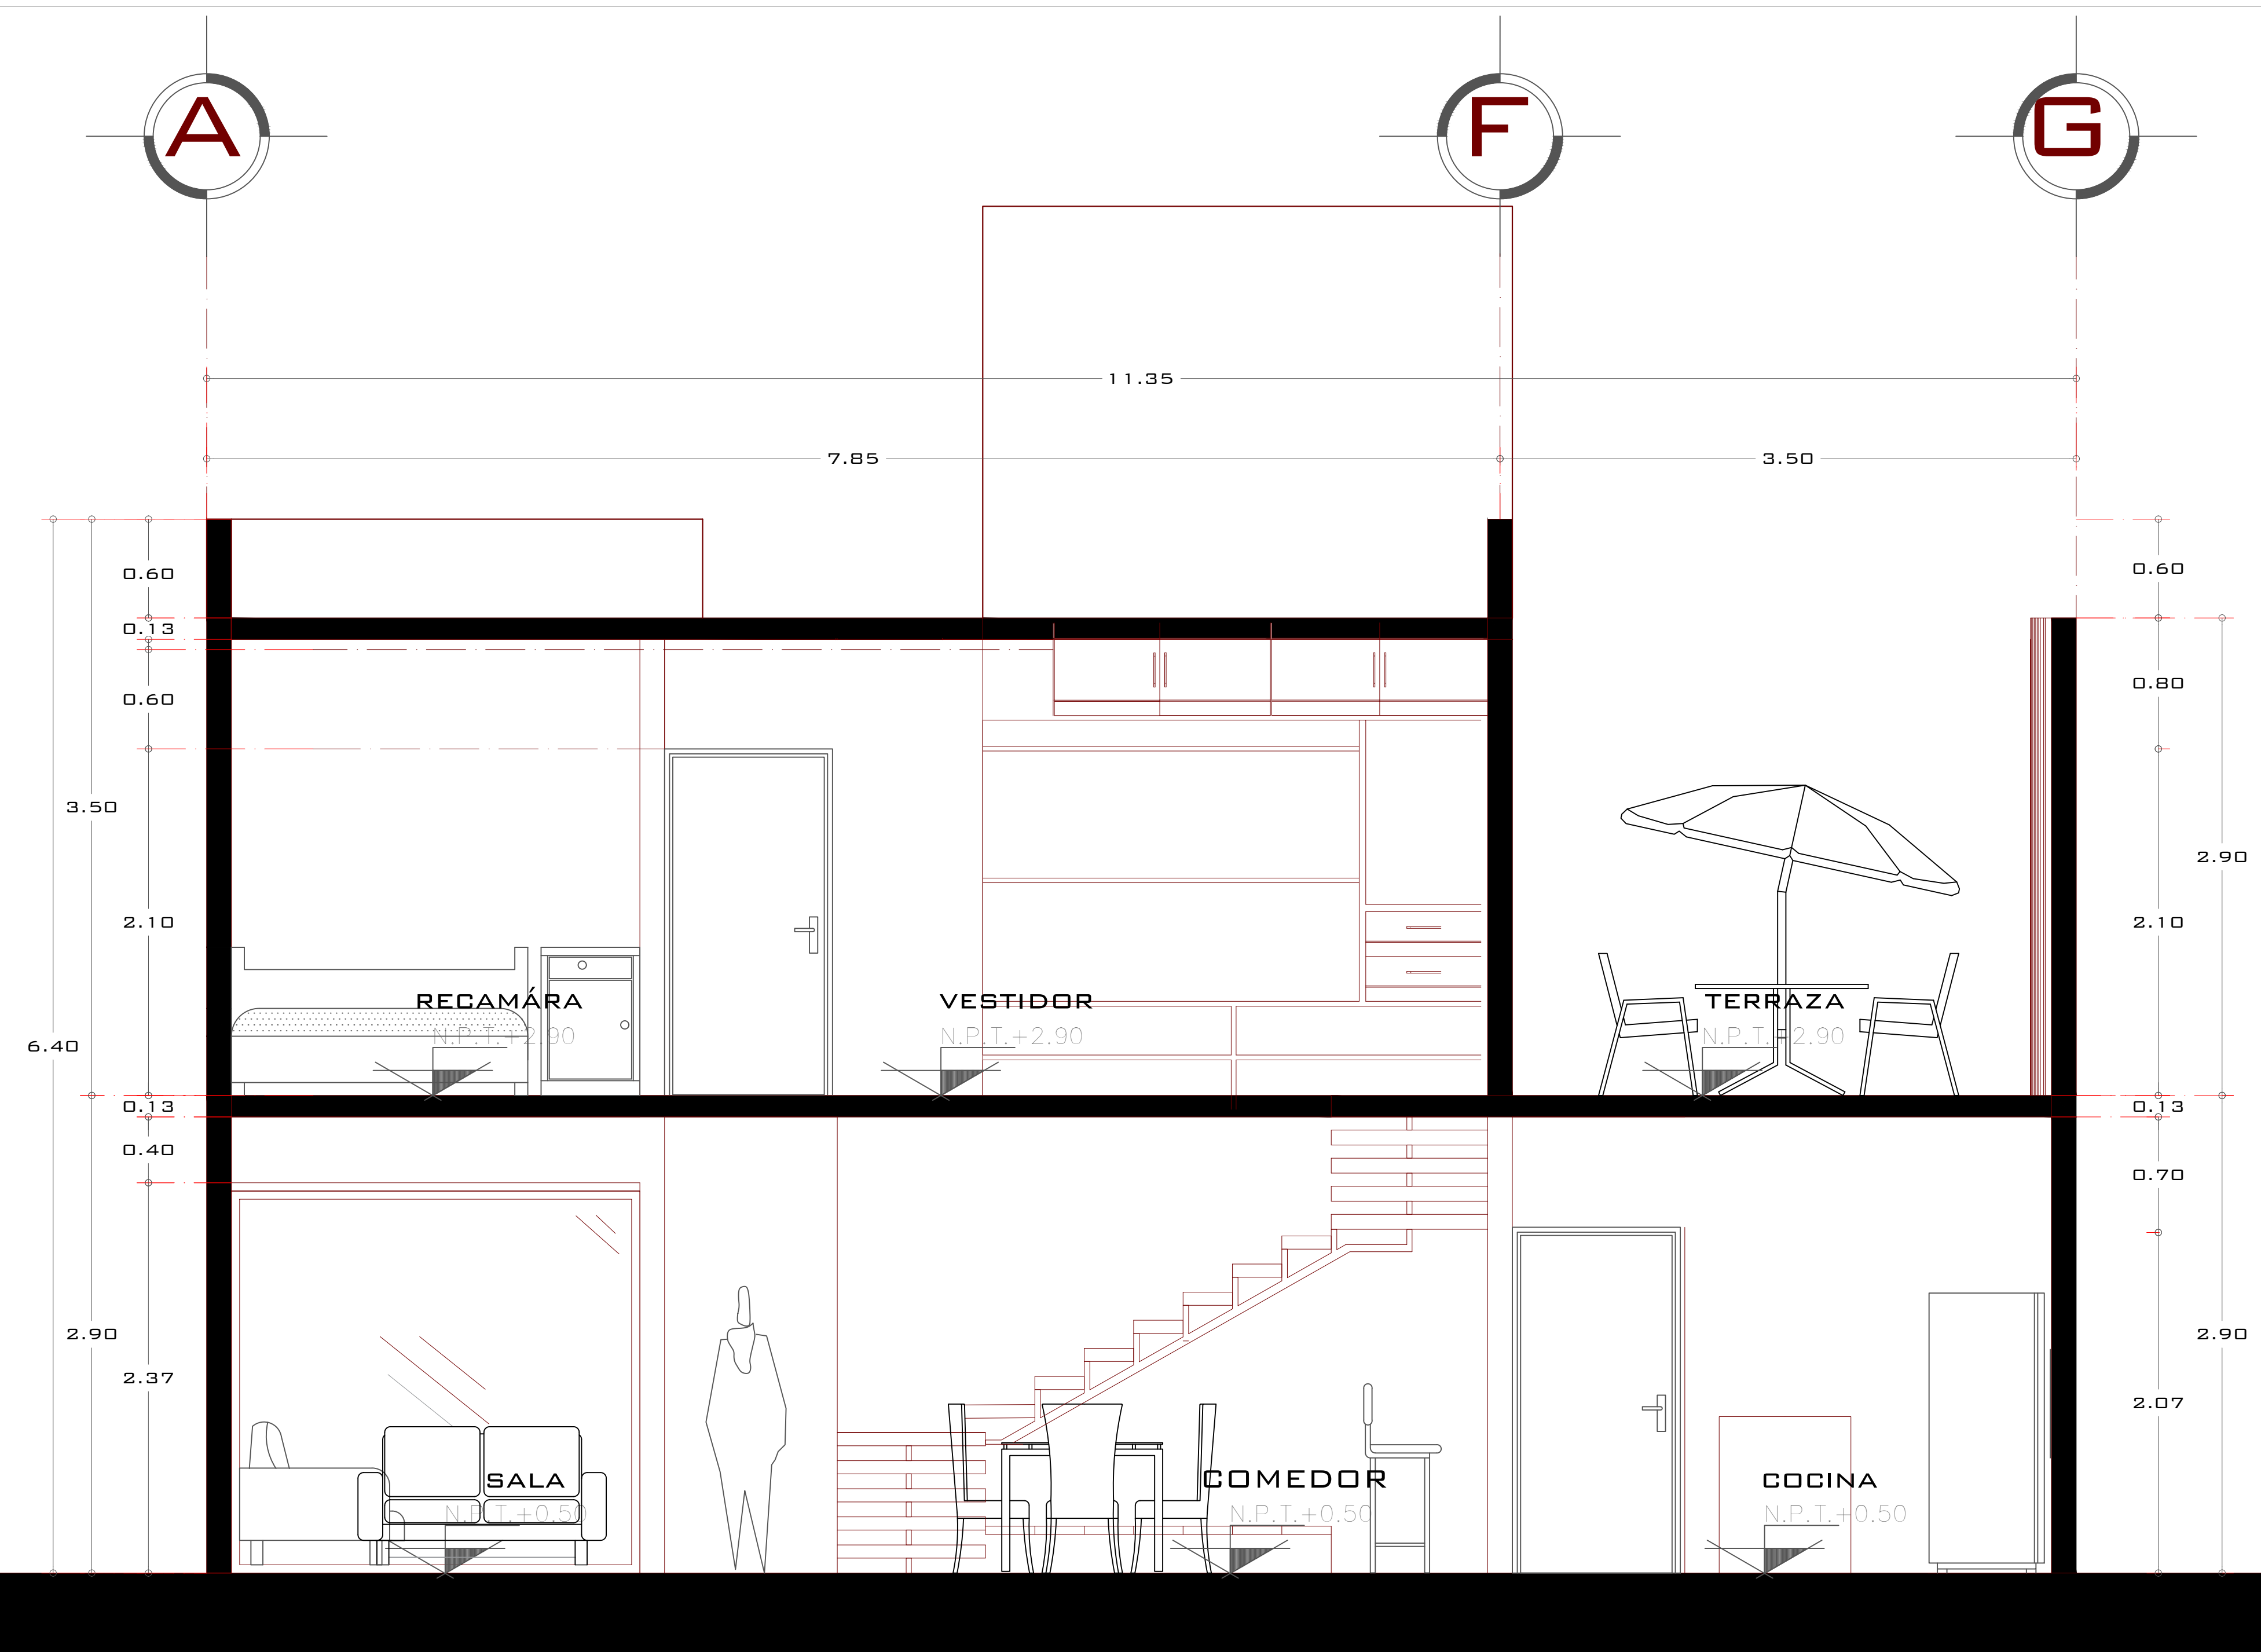 A
F
G
11.35
7.85
3.50
0.60
0.60
0.13
0.60
0.80
3.50
2.90
2.10
2.10
RECAMÁRA
VESTIDOR
TERRAZA
N.P.T.+2.90
N.P.T.+2.90
N.P.T.+2.90
6.40
0.13
0.13
0.40
0.70
2.90
2.90
2.37
2.07
SALA
COMEDOR
COCINA
N.P.T.+0.50
N.P.T.+0.50
N.P.T.+0.50